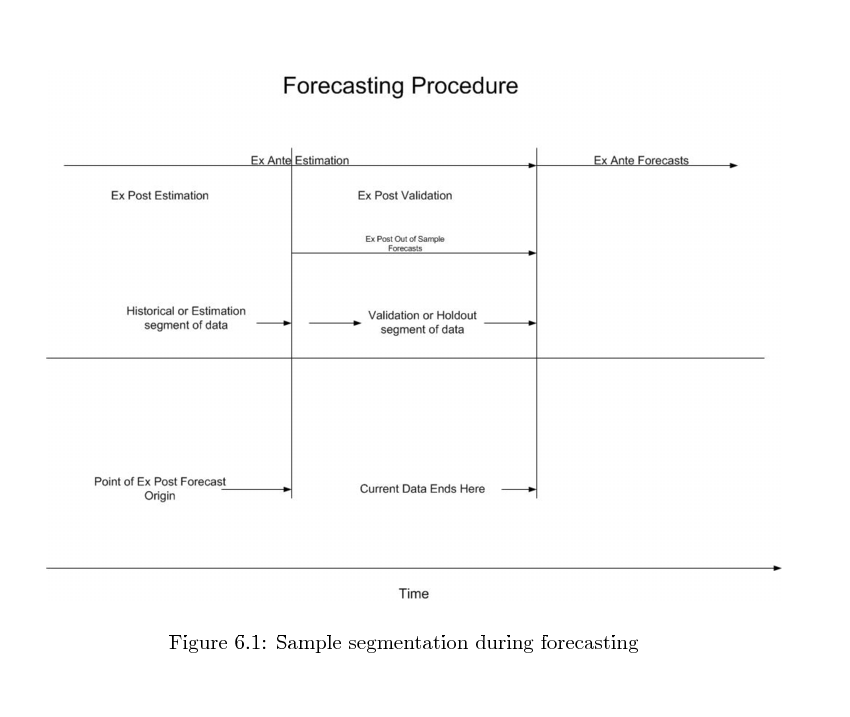 Forecasting Procedure
Ex Ante Estimation
Ex Ante Forecasts
Ex Post Estimation
Ex Post Validation
Ex Post Out of Sample
Forecasts
Historical or Estimation
segment of data
Validation or Holdout
segment of data
Point of Ex Post Forecast
Origin
Current Data Ends Here
Time
Figure 6.1: Sample segmentation during forecasting